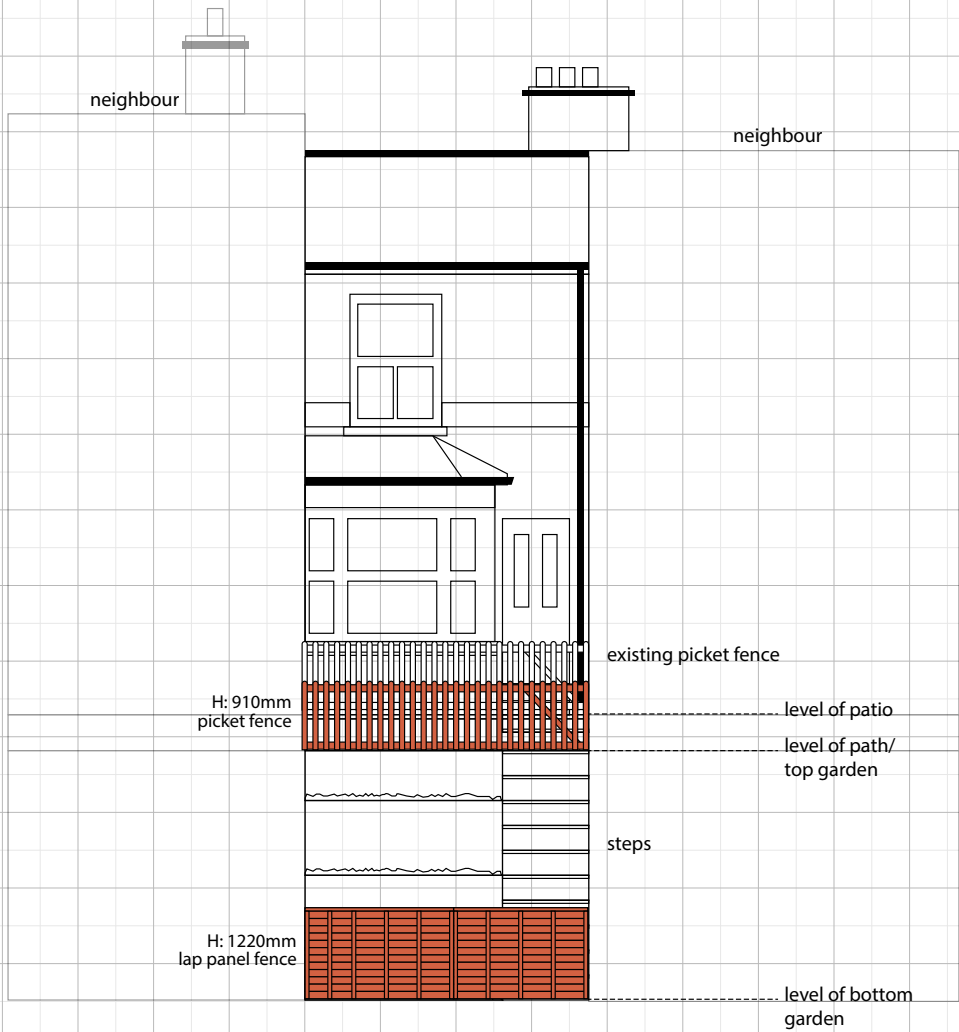 neighbour
neighbour
existing picket fence
H: 910mm
picket fence
level of patio
level of path/
top garden
steps
H: 1220mm
lap panel fence
level of bottom
garden